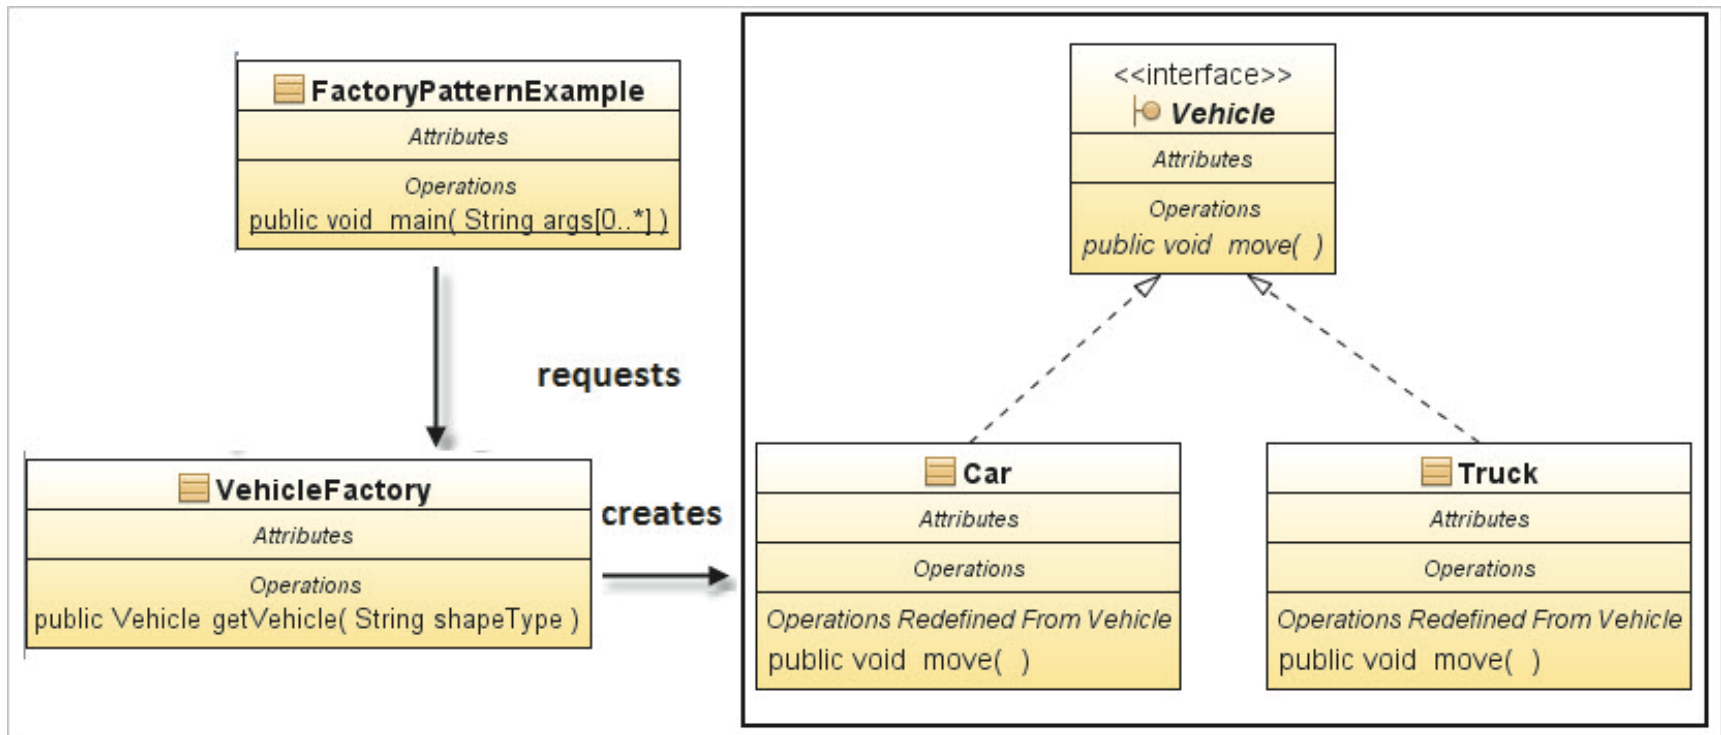 FactoryPatternExample
Attributes
Operations
public void main( String args[0..*] )
requests
VehicleFactory
Attributes
Operations
public Vehicle getVehicle( String shapeType )
creates
<<interface>>
Vehicle
Attributes
Operations
public void move( )
Car
Attributes
Operations
Operations Redefined From Vehicle
public void move( )
Truck
Attributes
Operations
Operations Redefined From Vehicle
public void move( )